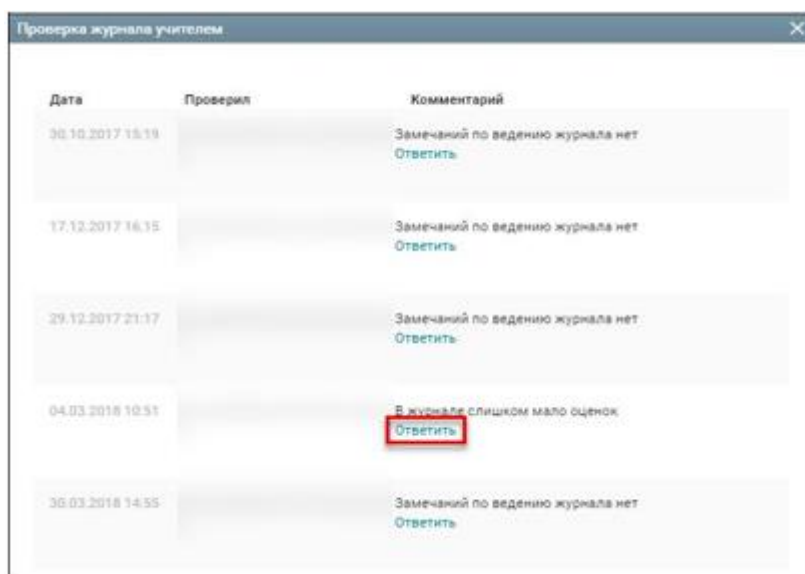 Проверка журнала учителем
Дата Проверил Комментарий
30.10.2017 15:19 Замечаний по ведению журнала нет
Ответить
17.12.2017 16:15 Замечаний по ведению журнала нет
Ответить
29.12.2017 21:17 Замечаний по ведению журнала нет
Ответить
04.03.2018 10:51 В журнале слишком мало оценок
Ответить
30.03.2018 14:55 Замечаний по ведению журнала нет
Ответить